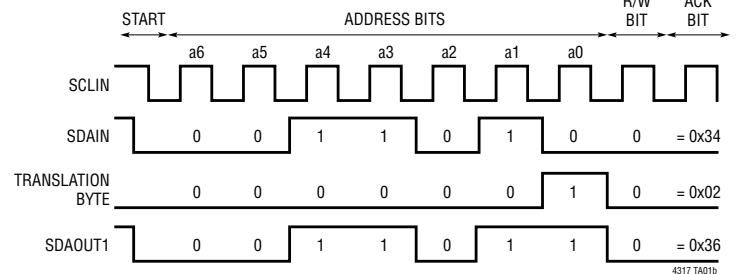 START ADDRESS BITS R/W BIT ACK BIT
a6 a5 a4 a3 a2 a1 a0
SCLIN
SDAIN 0 0 1 1 0 1 0 0 = 0x34
TRANSLATION BYTE 0 0 0 0 0 0 1 0 = 0x02
SDAOUT1 0 0 1 1 0 1 1 0 = 0x36
4317 TA01b